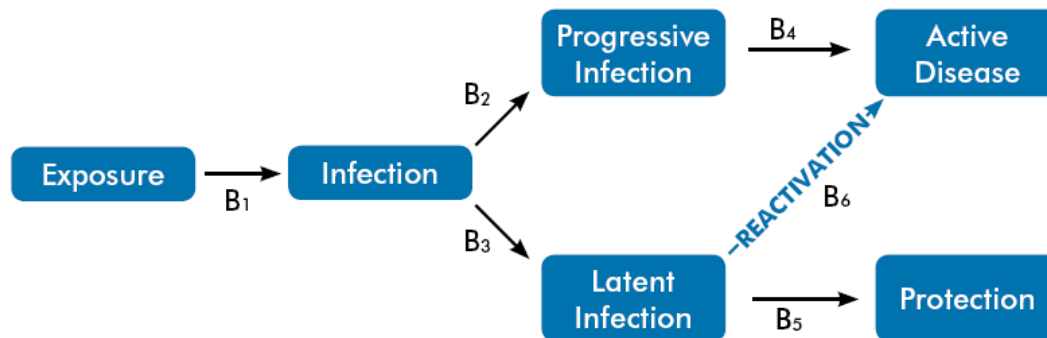 Progressive
Infection
B4
Active
Disease
B2
Exposure
B1
Infection
REACTIVATION
B6
B3
Latent
Infection
B5
Protection